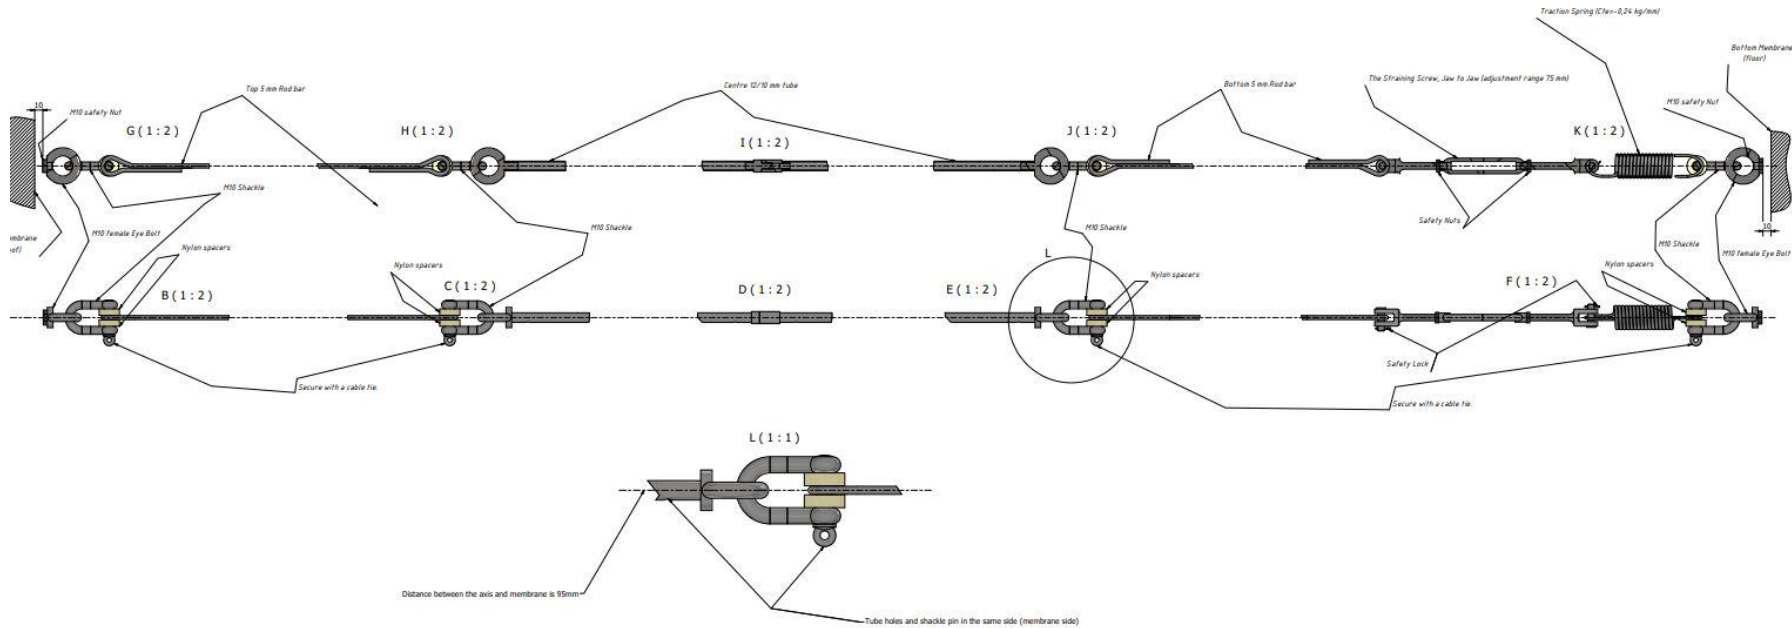 Traction Spring (Cte=~0,24 kg/mm)
Bottom Membrane
(floor)
The Straining Screw, Jaw to Jaw (adjustment range 75 mm)
Top 5 mm Rod bar
Centre 12/10 mm tube
Bottom 5 mm Rod bar
10
M10 safety Nut
M10 safety Nut
G ( 1 : 2 )
H ( 1 : 2 )
I ( 1 : 2 )
J ( 1 : 2 )
K ( 1 : 2 )
M10 Shackle
Safety Nuts
10
mbrane
of)
M10 female Eye Bolt
Nylon spacers
M10 Shackle
M10 Shackle
M10 Shackle
M10 female Eye Bolt
Nylon spacers
L
Nylon spacers
Nylon spacers
B ( 1 : 2 )
C ( 1 : 2 )
D ( 1 : 2 )
E ( 1 : 2 )
F ( 1 : 2 )
Safety Lock
Secure with a cable tie.
Secure with a cable tie.
L ( 1 : 1 )
Distance between the axis and membrane is 95mm
Tube holes and shackle pin in the same side (membrane side)